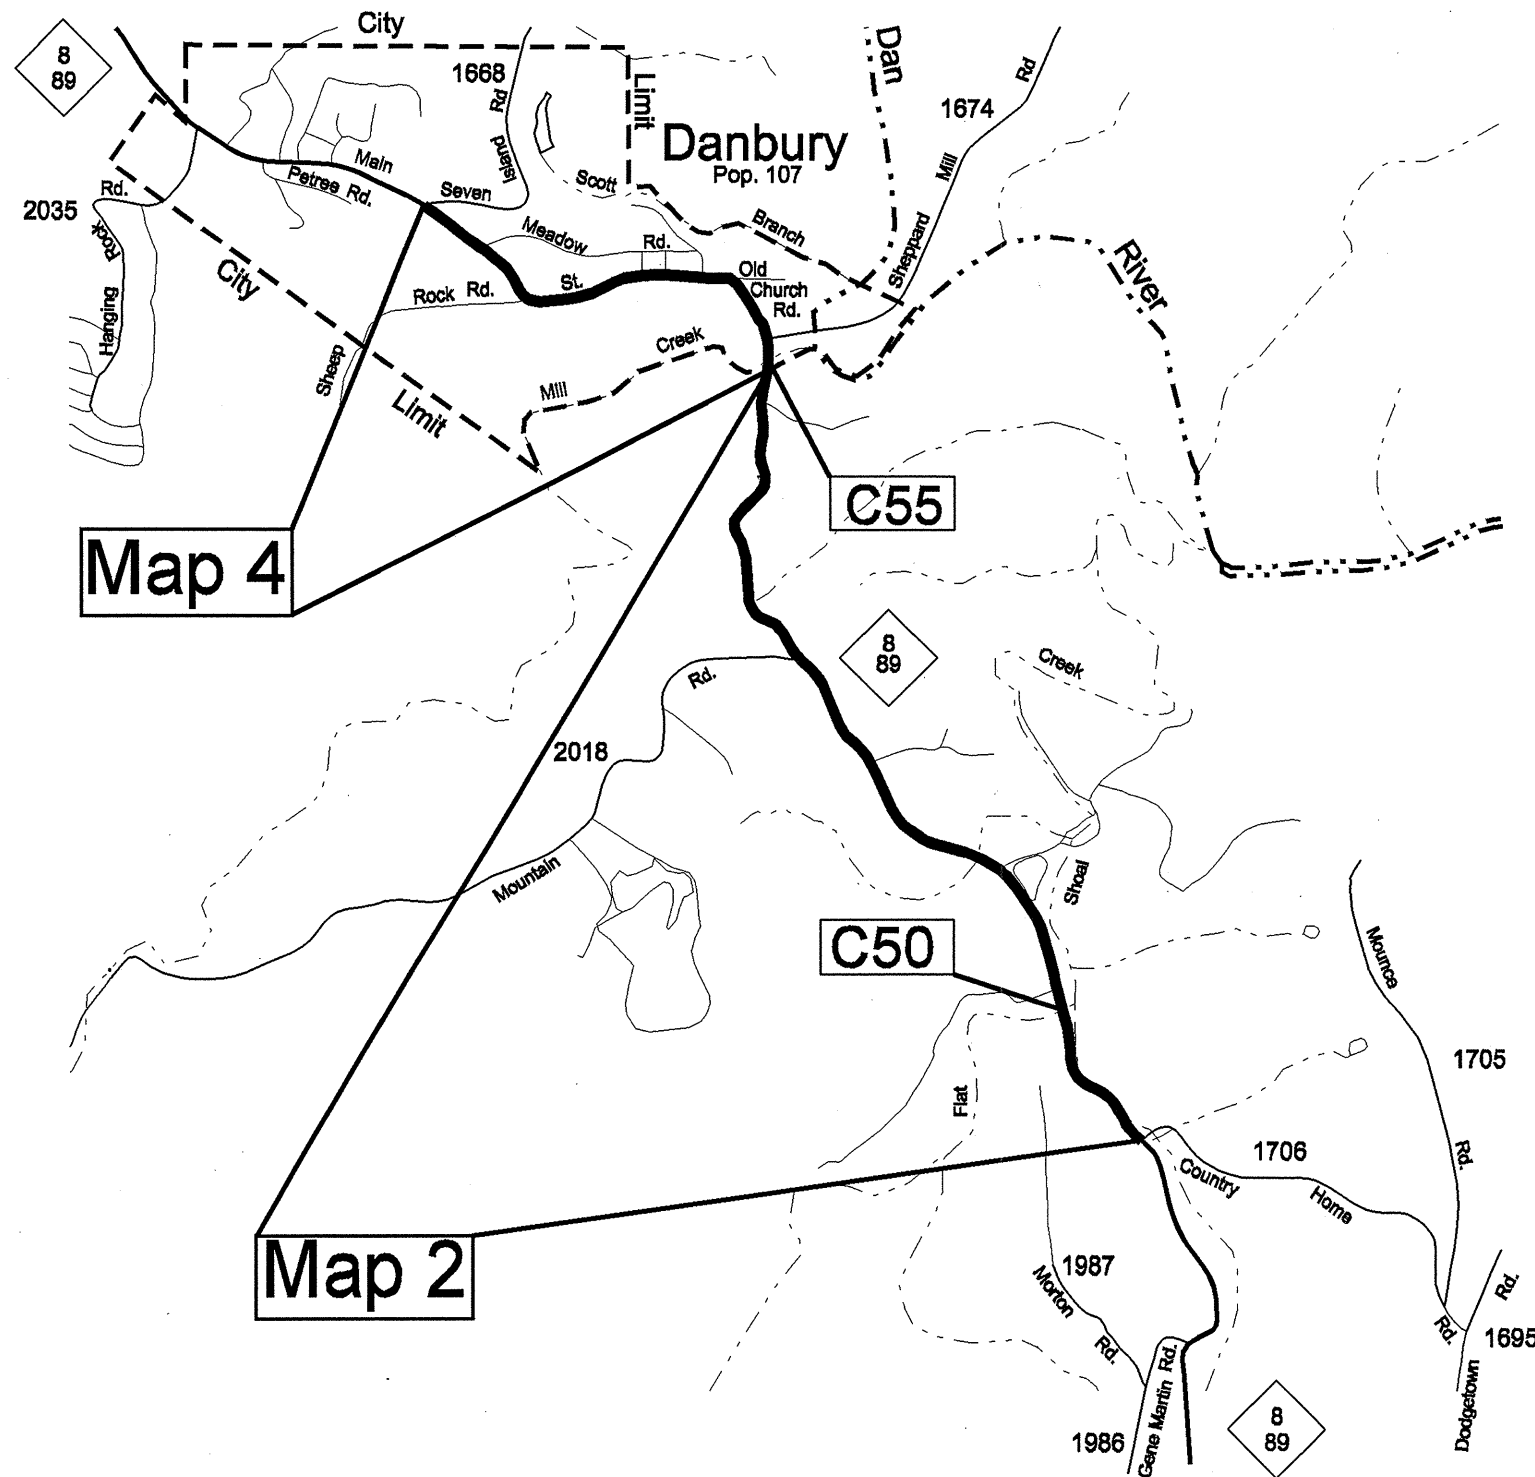 City
8
89
1668
Rd
Island
Seven
Limit
Dan
Rd
1674
Mill
Sheppard
Danbury
Pop. 107
Main
Petree Rd.
Scott
Branch
Rd.
2035
Rock
Hanging
City
Meadow
Rd.
Old
Church
Rd.
River
Rock Rd.
St.
Sheep
Creek
Mill
Limit
C55
Map 4
8
89
Rd.
Creek
2018
Mountain
Shoal
C50
Mounce
1705
Rd.
Flat
1706
Country
Home
Map 2
1987
Morton
Rd.
Rd.
Rd.
1695
Dodgetown
Gene Martin Rd.
1986
8
89